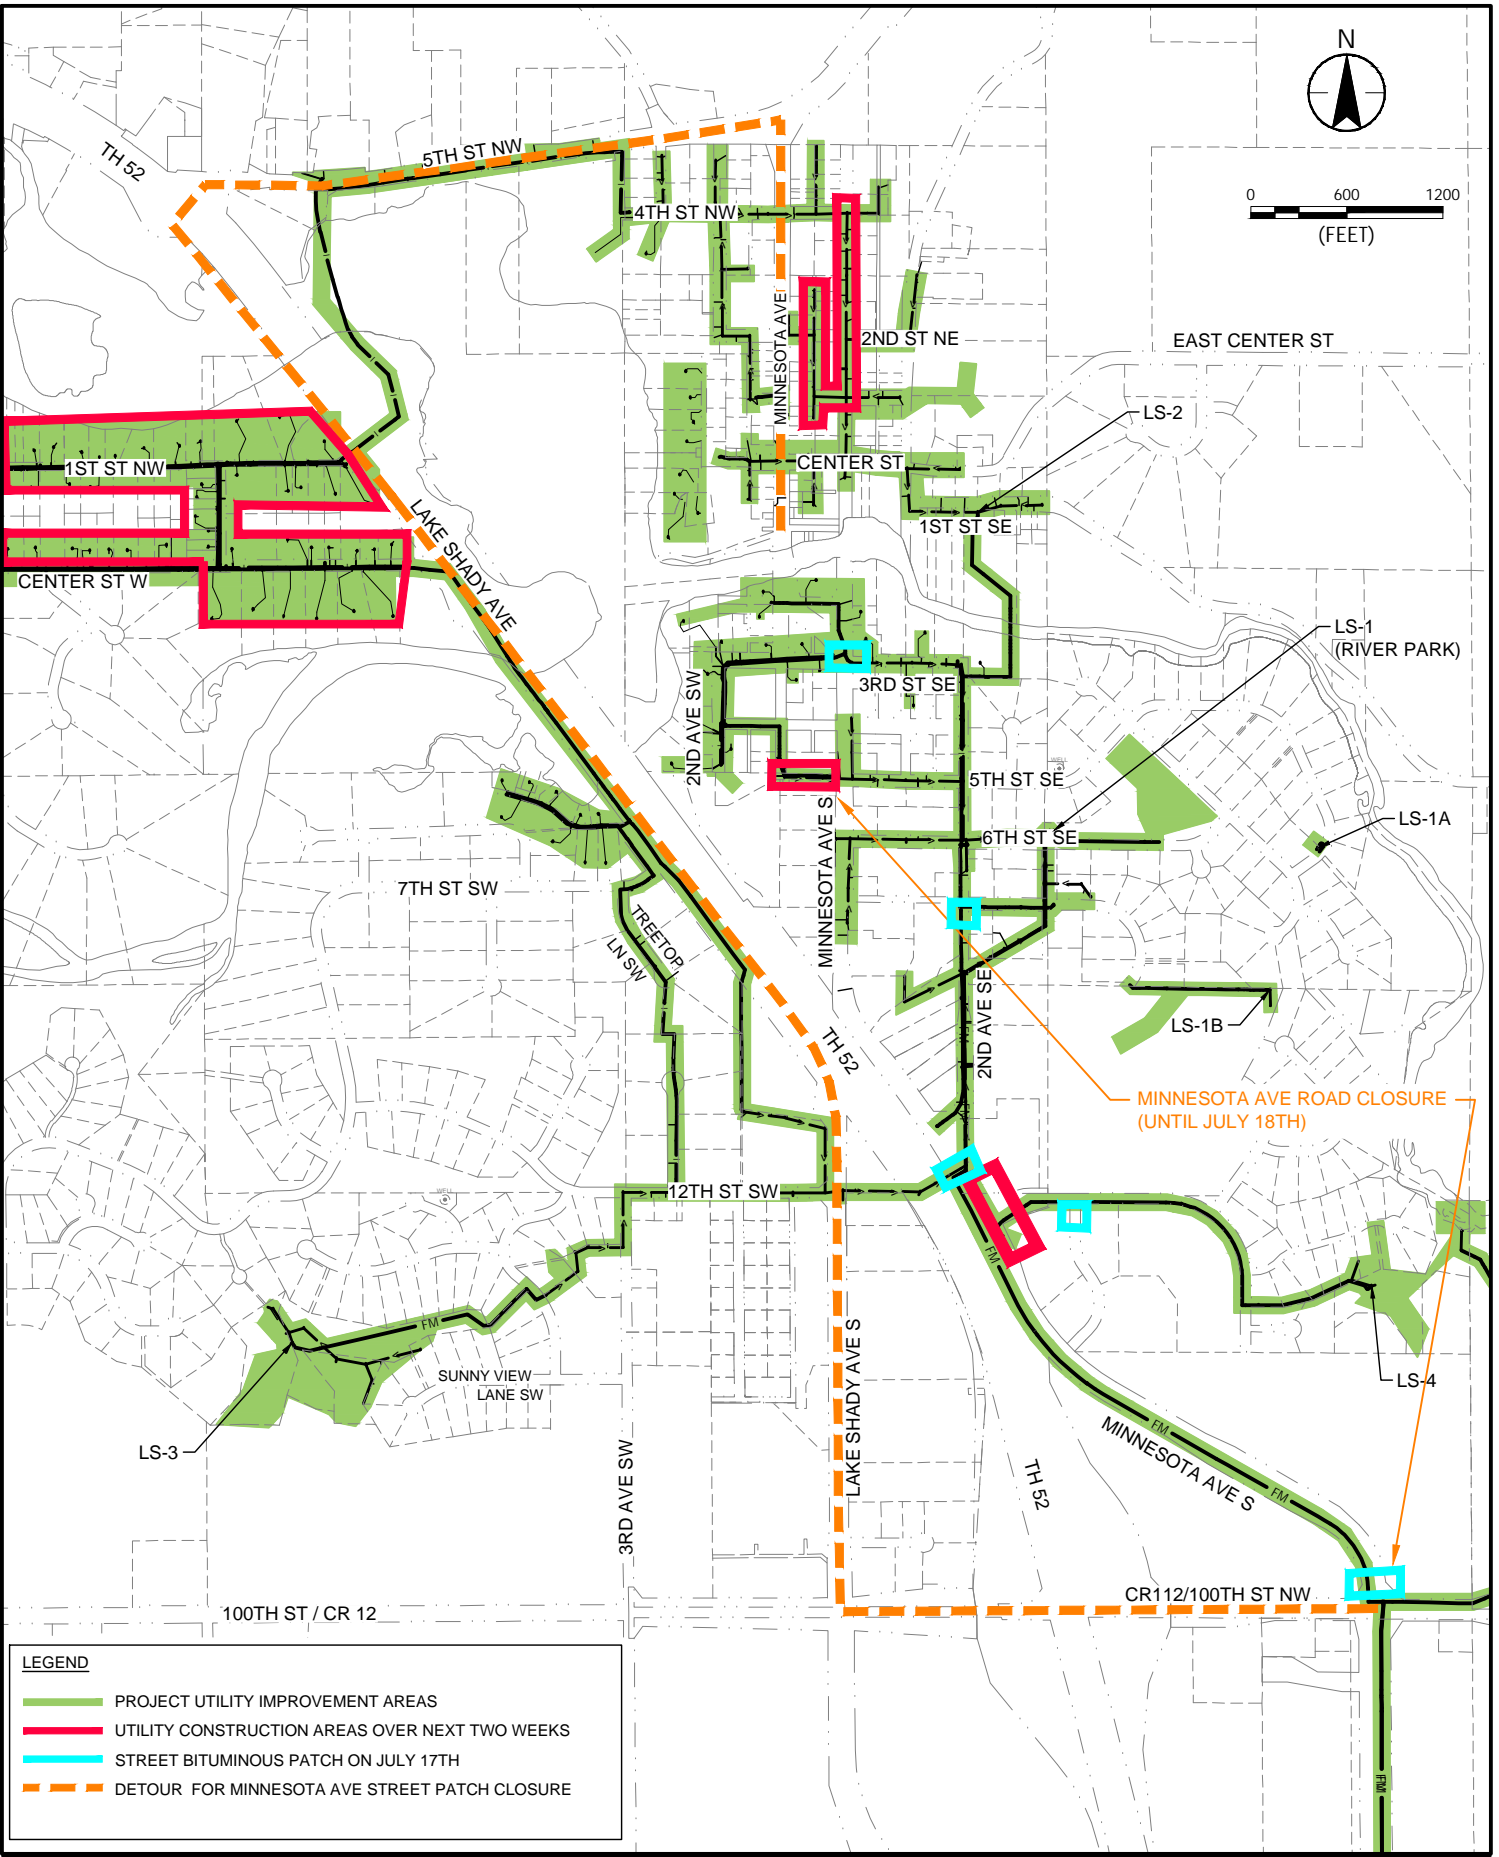 N
0 600 1200
(FEET)
TH 52
5TH ST NW
4TH ST NW
MINNESOTA AVE
2ND ST NE
EAST CENTER ST
LS-2
1ST ST NW
CENTER ST
1ST ST SE
LAKE SHADY AVE
CENTER ST W
LS-1
(RIVER PARK)
3RD ST SE
2ND AVE SW
WELL
5TH ST SE
MINNESOTA AVE S
6TH ST SE
LS-1A
7TH ST SW
TREETOP
LN SW
2ND AVE SE
LS-1B
TH 52
MINNESOTA AVE ROAD CLOSURE
(UNTIL JULY 18TH)
FM
WELL
12TH ST SW
FM
FM
LAKE SHADY AVE S
SUNNY VIEW
LANE SW
LS-4
LS-3
FM
MINNESOTA AVE S
3RD AVE SW
TH 52
FM
CR112/100TH ST NW
100TH ST / CR 12
FM
LEGEND
PROJECT UTILITY IMPROVEMENT AREAS
UTILITY CONSTRUCTION AREAS OVER NEXT TWO WEEKS
STREET BITUMINOUS PATCH ON JULY 17TH
DETOUR FOR MINNESOTA AVE STREET PATCH CLOSURE